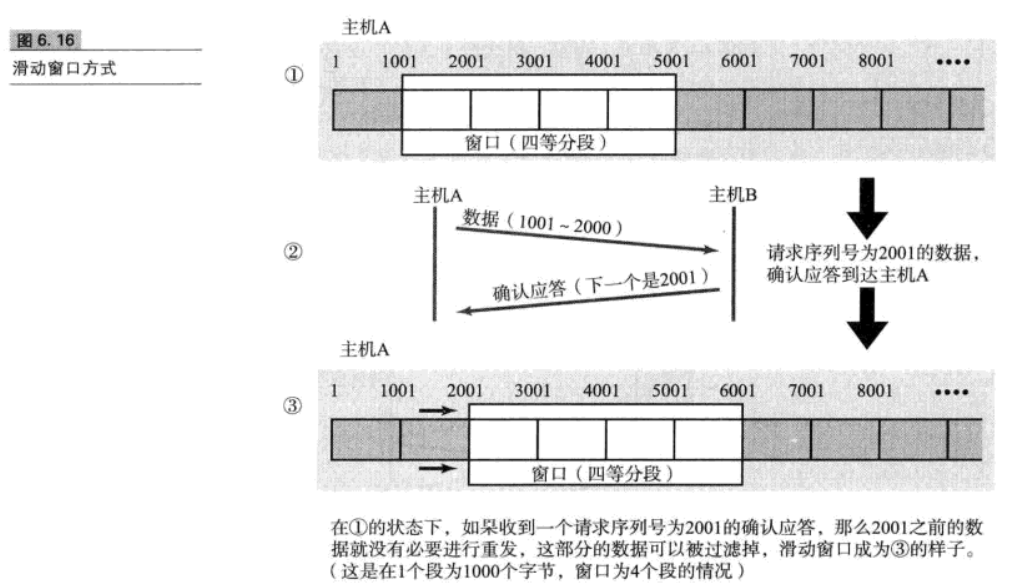 图 6. 16
滑动窗口方式
主机A
①
1 1001 2001 3001 4001 5001 6001 7001 8001 ••••
窗口（四等分段）
主机A 主机B
②
数据（1001 ~ 2000）
确认应答（下一个是2001）
请求序列号为2001的数据，
确认应答到达主机A
主机A
③
1 1001 2001 3001 4001 5001 6001 7001 8001 ••••
窗口（四等分段）
在①的状态下，如果收到一个请求序列号为2001的确认应答，那么2001之前的数
据就没有必要进行重发，这部分的数据可以被过滤掉，滑动窗口成为③的样子。
（这是在1个段为1000个字节，窗口为4个段的情况）